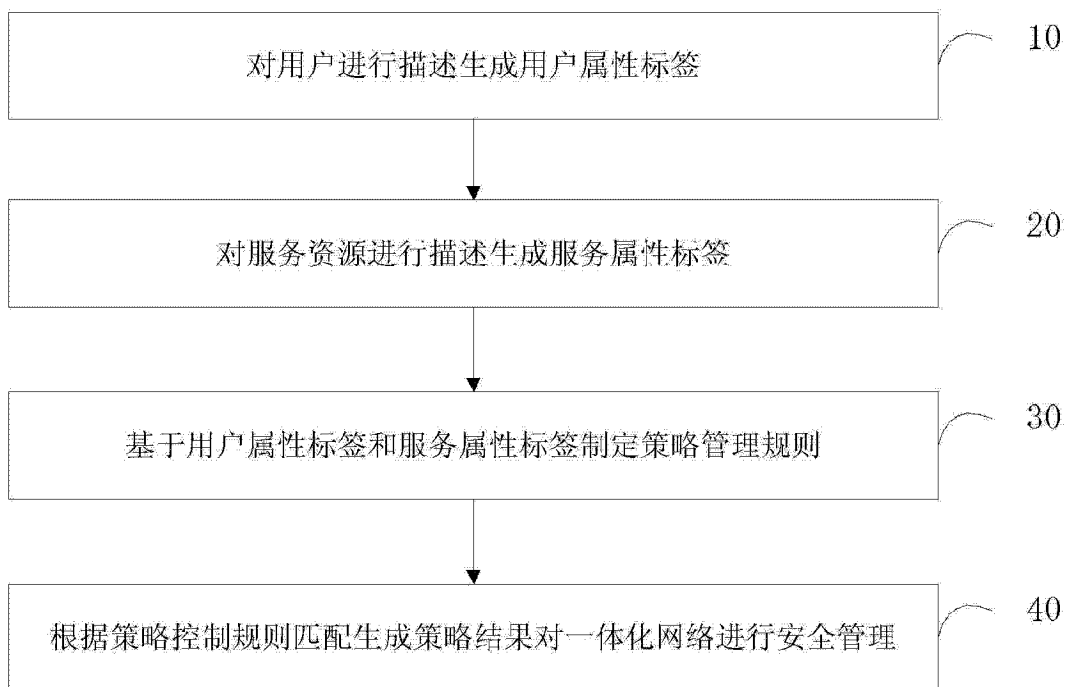 对用户进行描述生成用户属性标签
10
对服务资源进行描述生成服务属性标签
20
基于用户属性标签和服务属性标签制定策略管理规则
30
根据策略控制规则匹配生成策略结果对一体化网络进行安全管理
40